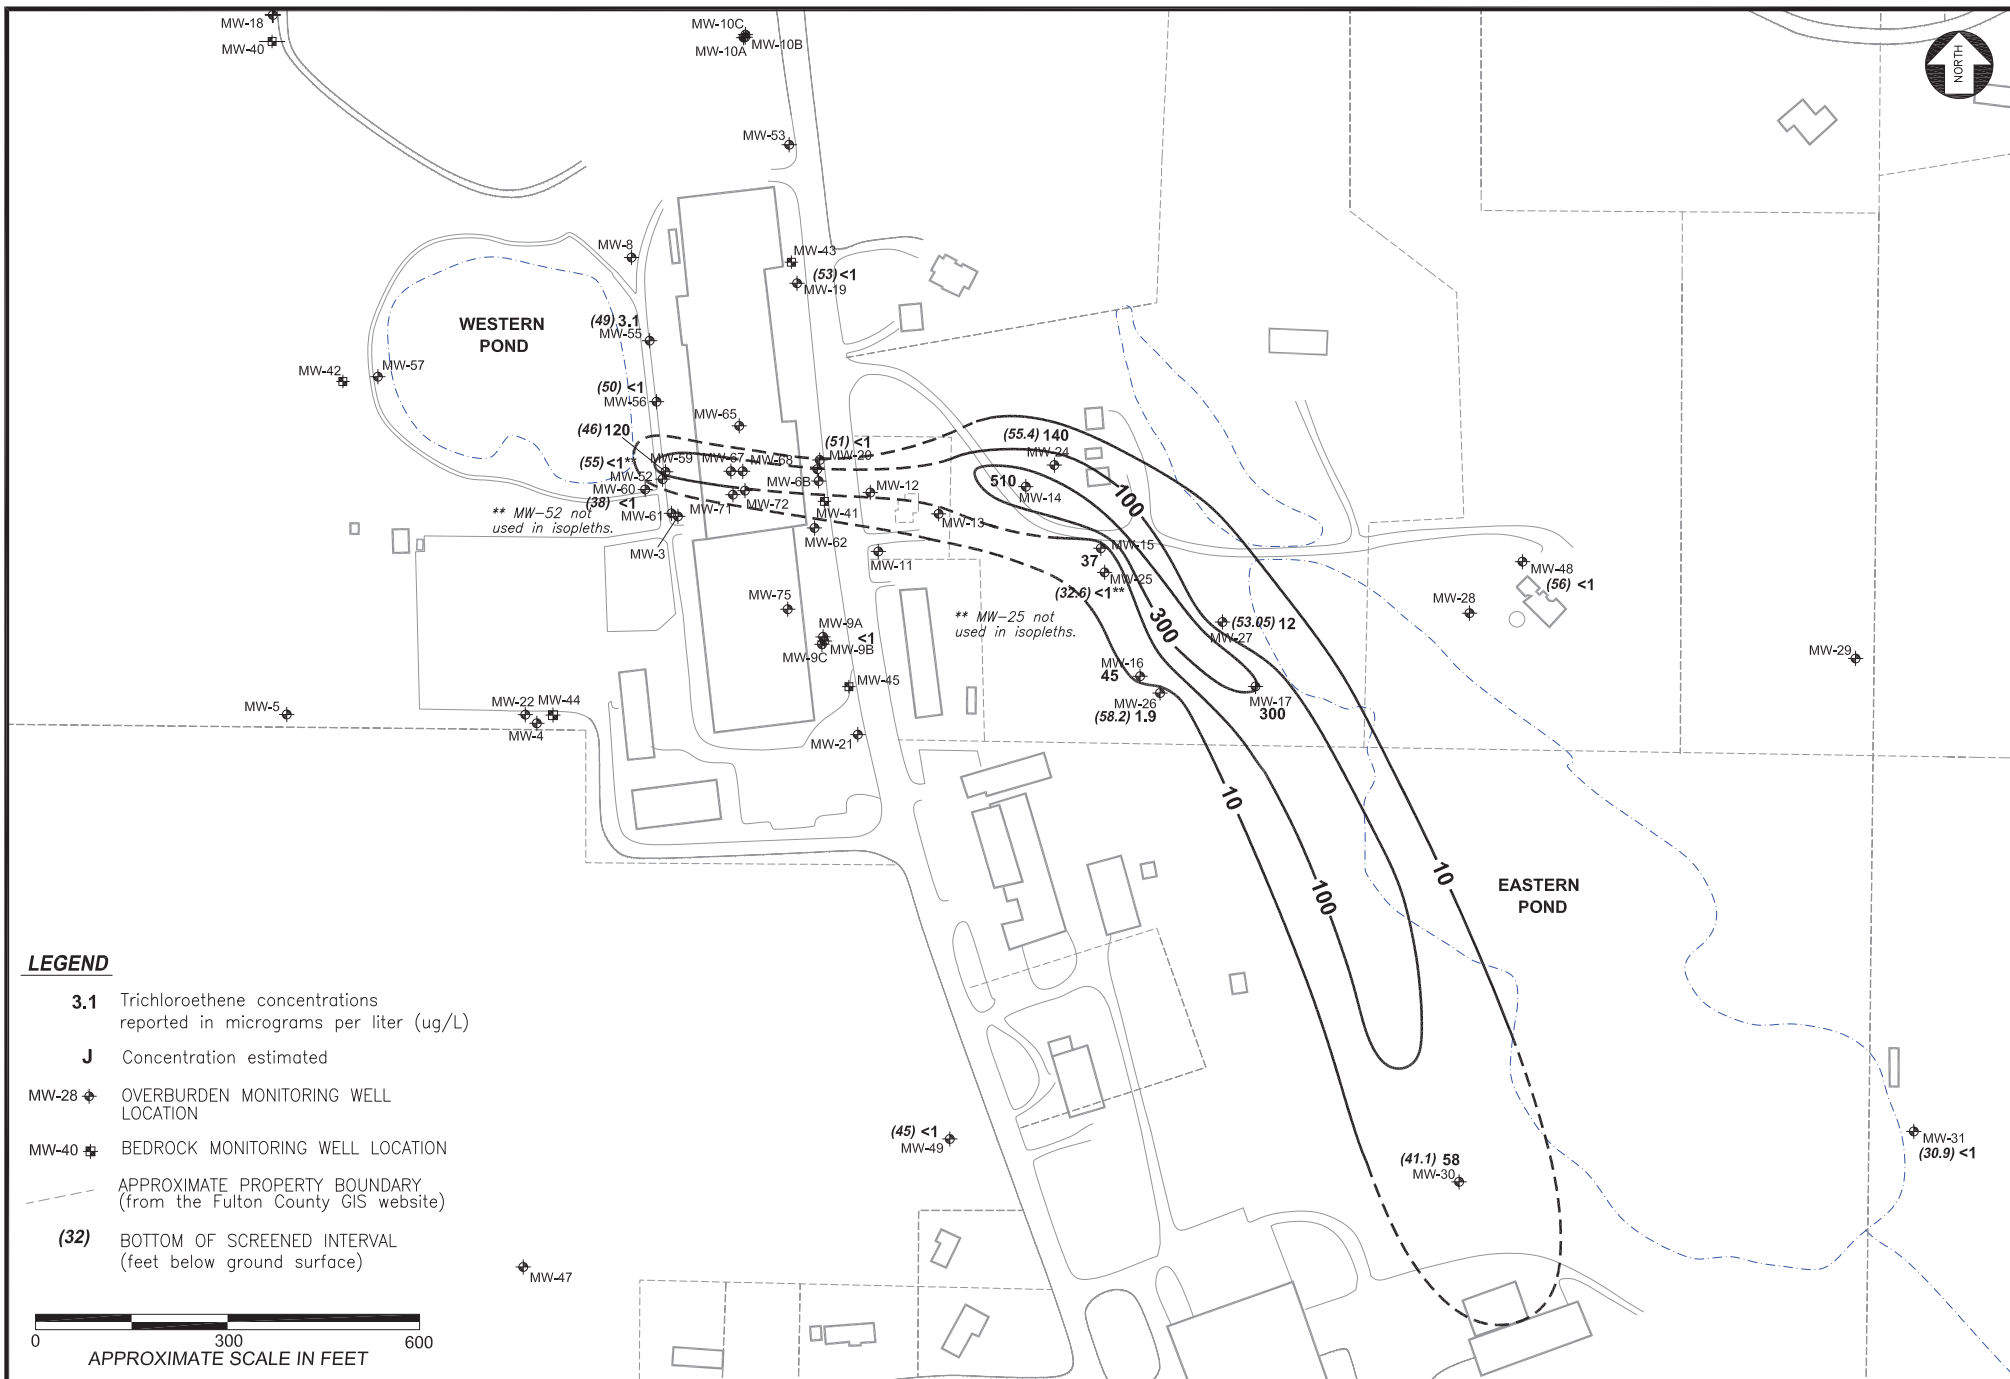 MW-18
MW-40
MW-10C
MW-10B
MW-10A
NORTH
MW-53
MW-8
MW-43
(53) <1
MW-19
WESTERN
POND
(49) 3.1
MW-55
MW-42
MW-57
(50) <1
MW-56
MW-65
(46) 120
(51) <1
MW-20
(55.4) 140
MW-24
(55) <1**
MW-59
MW-67
MW-68
MW-52
MW-6B
MW-60
MW-12
510
MW-14
100
(38) <1
MW-71
MW-72
MW-41
** MW-52 not
used in isopleths.
MW-61
MW-13
MW-3
MW-62
MW-11
MW-15
37
MW-25
(32.6) <1**
MW-48
(56) <1
MW-28
** MW-25 not
used in isopleths.
300
(53.05) 12
MW-27
MW-75
MW-9A
<1
MW-9B
MW-9C
MW-29
MW-16
45
MW-45
MW-26
(58.2) 1.9
MW-17
300
MW-5
MW-22
MW-44
MW-4
MW-21
10
10
100
EASTERN
POND
LEGEND
3.1 Trichloroethene concentrations
reported in micrograms per liter (ug/L)
J Concentration estimated
MW-28 OVERBURDEN MONITORING WELL
LOCATION
MW-40 BEDROCK MONITORING WELL LOCATION
APPROXIMATE PROPERTY BOUNDARY
(from the Fulton County GIS website)
(32) BOTTOM OF SCREENED INTERVAL
(feet below ground surface)
(45) <1
MW-49
(41.1) 58
MW-30
MW-31
(30.9) <1
MW-47
0 300 600
APPROXIMATE SCALE IN FEET